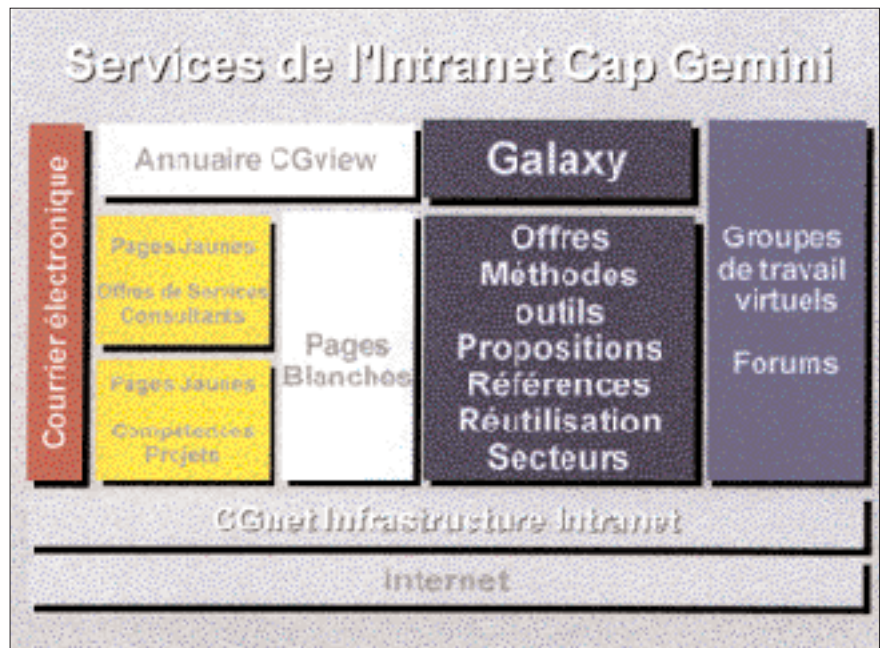 Services de l'Intranet Cap Gemini
Courrier électronique
Annuaire CGview
Pages Jaunes
Offres de Services
Consultants
Pages Jaunes
Compétences
Projets
Pages
Blanches
Galaxy
Offres
Méthodes
outils
Propositions
Références
Réutilisation
Secteurs
Groupes
de travail
virtuels
Forums
CGnet Infrastructure Intranet
Internet